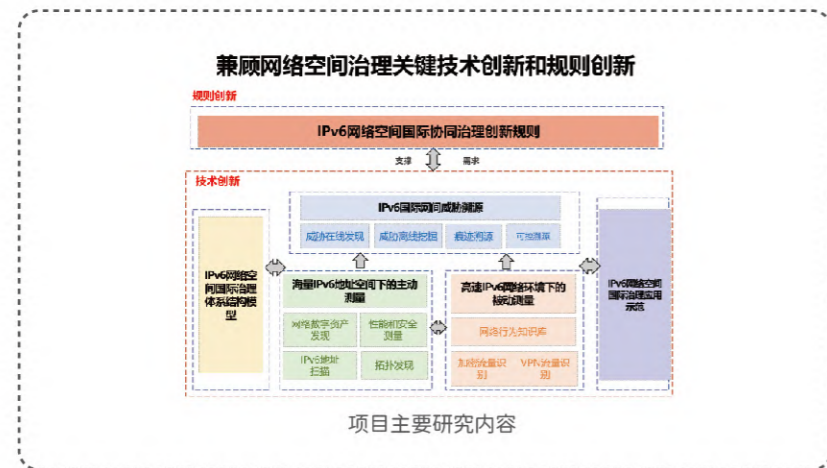 兼顾网络空间治理关键技术创新和规则创新
规则创新
IPv6网络空间国际协同治理创新规则
支撑
需求
技术创新
IPv6网络空
间国际治理
体系结构模
型
IPv6国际网间威胁溯源
威胁在线发现
威胁离线挖掘
痕迹溯源
可控溯源
海量IPv6地址空间下的主动
测量
网络数字资产
发现
性能和安全
测量
IPv6地址
扫描
拓扑发现
高速IPv6网络环境下的
被动测量
网络行为知识库
加密流量识
别
VPN流量识
别
IPv6网络空间
国际治理应用
示范
项目主要研究内容